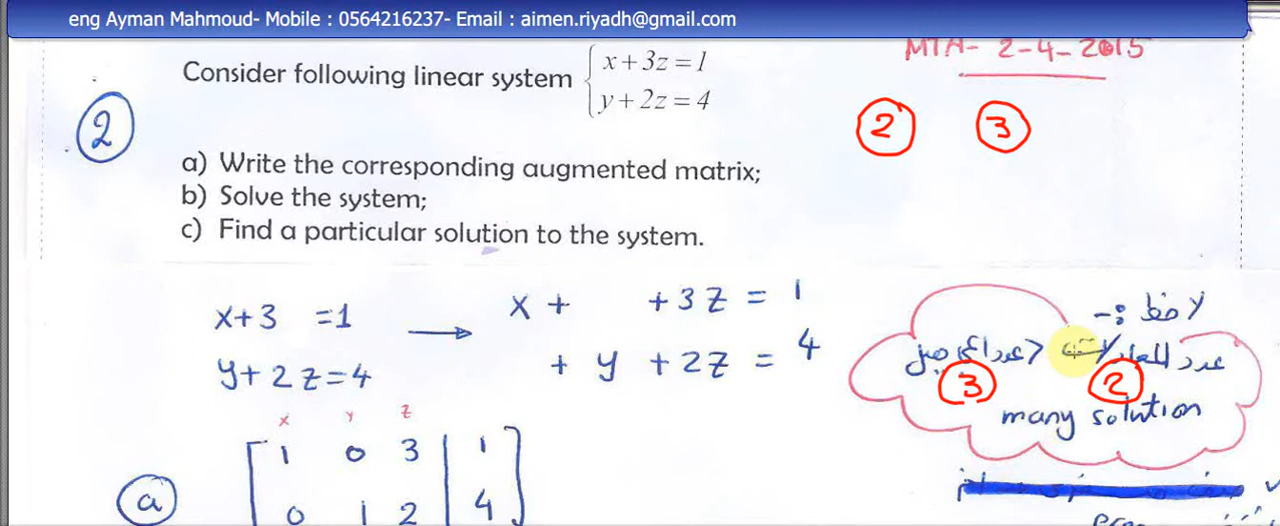 eng Ayman Mahmoud- Mobile : 0564216237- Email : aimen.riyadh@gmail.com
MTA- 2-4-2015
2
Consider following linear system { x+3z=1
y+2z=4
2 3
a) Write the corresponding augmented matrix;
b) Solve the system;
c) Find a particular solution to the system.
x+3 =1 → x + +3z = 1
y+2z=4 + y +2z = 4
لاحظ :-
عدد المعادلات < عدد المجاهيل
3 2
many solution
x y z
a [ 1 0 3 | 1 ]
0 1 2 | 4